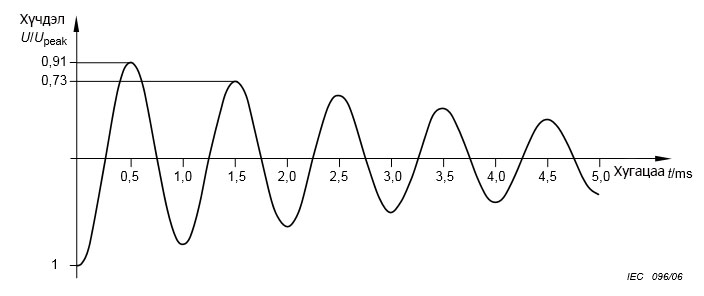 Хүчдэл
U/Upeak
0,91
0,73
0,5 1,0 1,5 2,0 2,5 3,0 3,5 4,0 4,5 5,0
Хугацаа t/ms
1
IEC 096/06